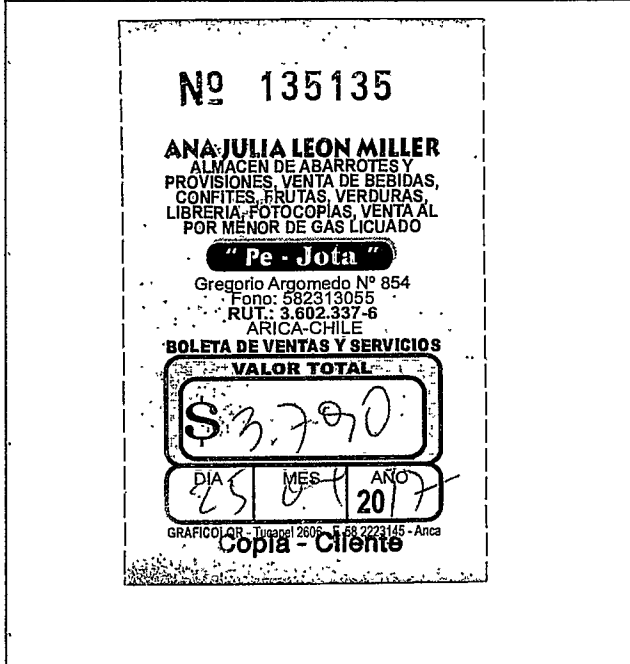 Nº 135135
ANA JULIA LEON MILLER
ALMACEN DE ABARROTES Y
PROVISIONES, VENTA DE BEBIDAS,
CONFITES, FRUTAS, VERDURAS,
LIBRERIA, FOTOCOPIAS, VENTA AL
POR MENOR DE GAS LICUADO
" Pe - Jota "
Gregorio Argomedo Nº 854
Fono: 582313055
RUT.: 3.602.337-6
ARICA-CHILE
BOLETA DE VENTAS Y SERVICIOS
VALOR TOTAL
$ 3.790
DIA MES AÑO
25 2017
GRAFICOLOR - Tucapel 2606 - F. 58 2223145 - Arica
Copia - Cliente